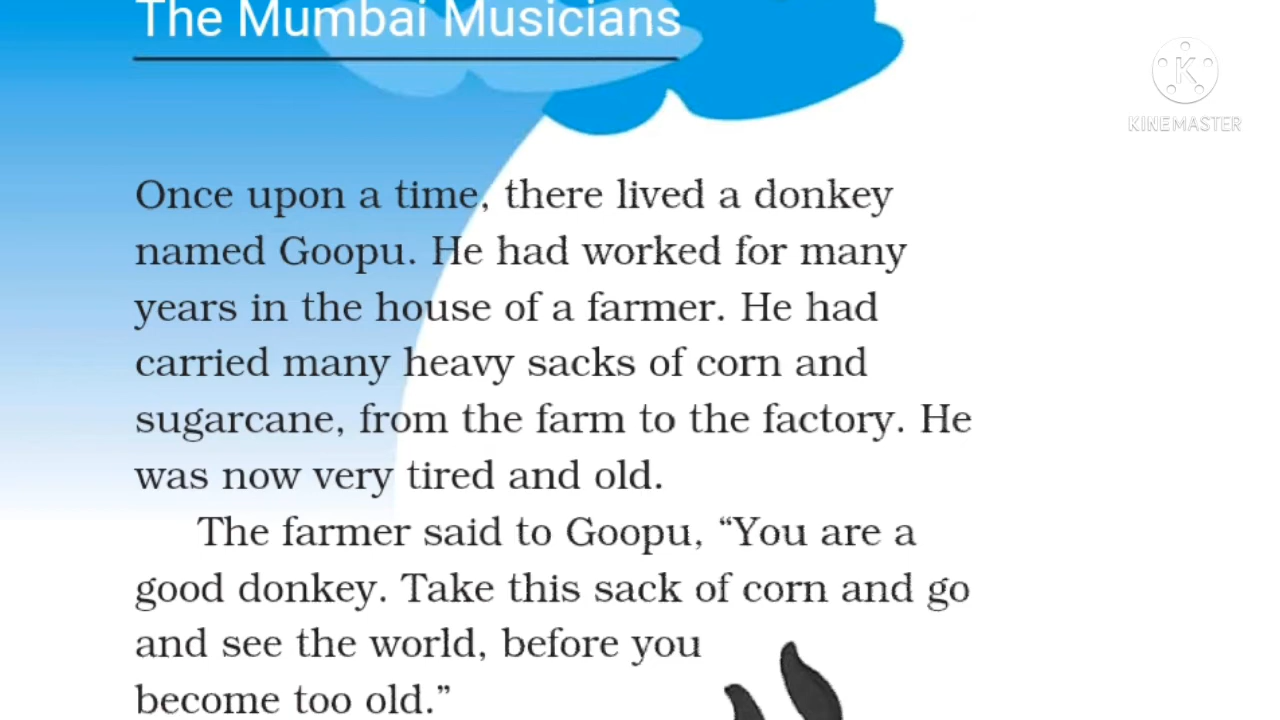 The Mumbai Musicians
K
KINEMASTER
Once upon a time, there lived a donkey
named Goopu. He had worked for many
years in the house of a farmer. He had
carried many heavy sacks of corn and
sugarcane, from the farm to the factory. He
was now very tired and old.
The farmer said to Goopu, “You are a
good donkey. Take this sack of corn and go
and see the world, before you
become too old.”